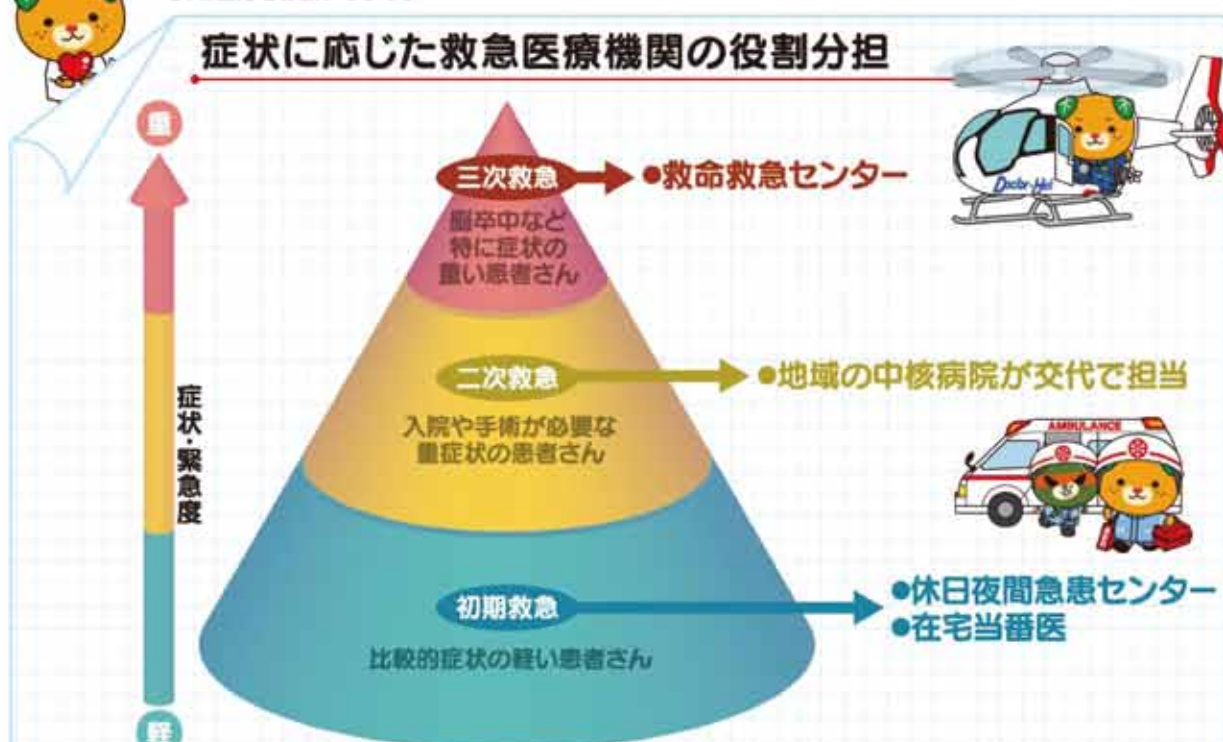 症状に応じた救急医療機関の役割分担
重
三次救急
●救命救急センター
脳卒中など
特に症状の
重い患者さん
Doctor-Heli
二次救急
●地域の中核病院が交代で担当
入院や手術が必要な
重症状の患者さん
AMBULANCE
症状・緊急度
初期救急
●休日夜間急患センター
●在宅当番医
比較的症状の軽い患者さん
軽